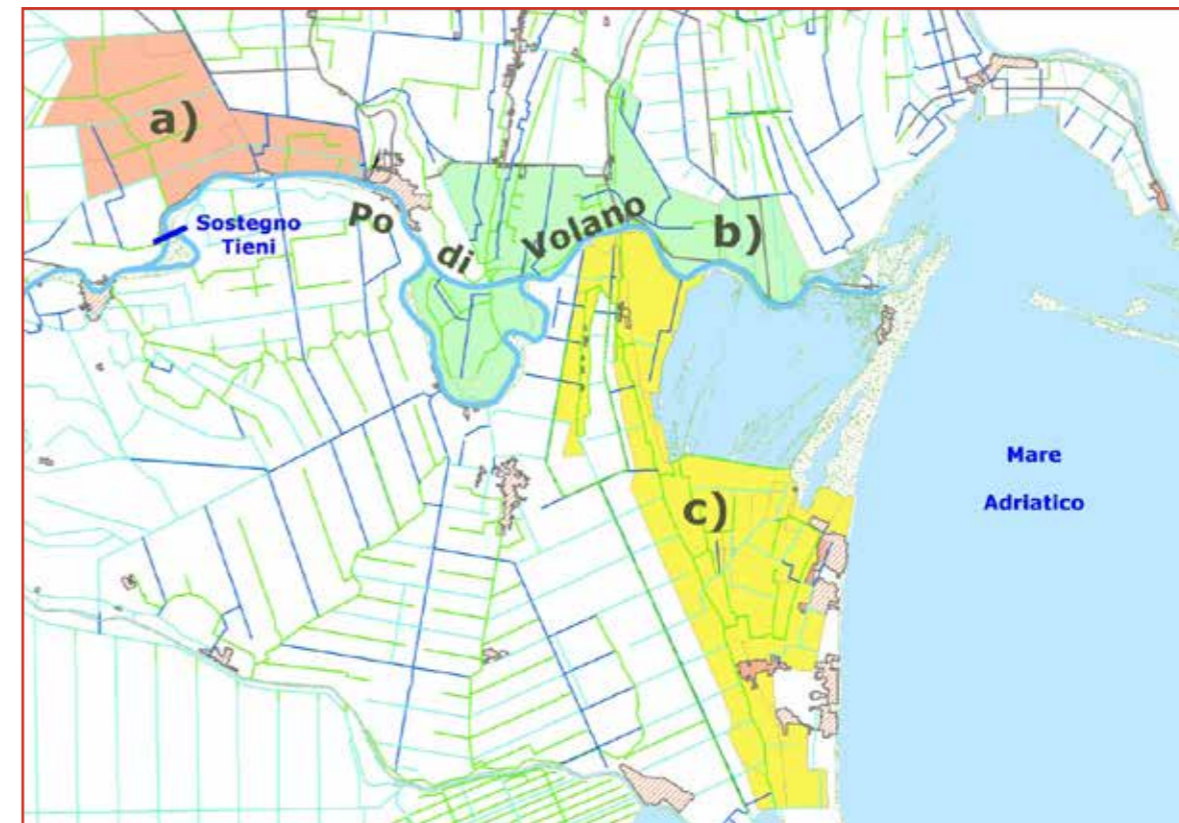 a)
Sostegno
Tieni
Po di Volano
b)
c)
Mare
Adriatico